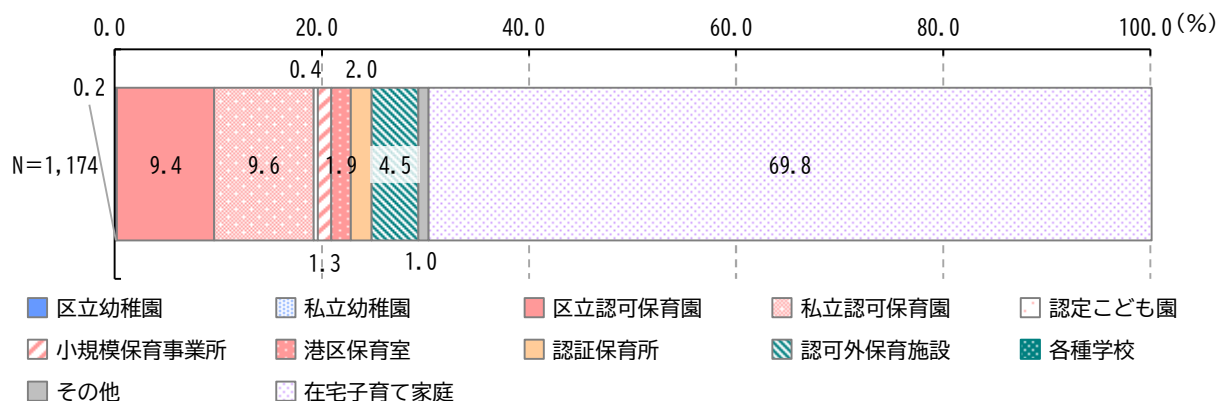 0.0 20.0 40.0 60.0 80.0 100.0 (%)
0.4 2.0
0.2
N=1,174 9.4 9.6 1.9 4.5 69.8
1.3 1.0
区立幼稚園 私立幼稚園 区立認可保育園 私立認可保育園 認定こども園
小規模保育事業所 港区保育室 認証保育所 認可外保育施設 各種学校
その他 在宅子育て家庭